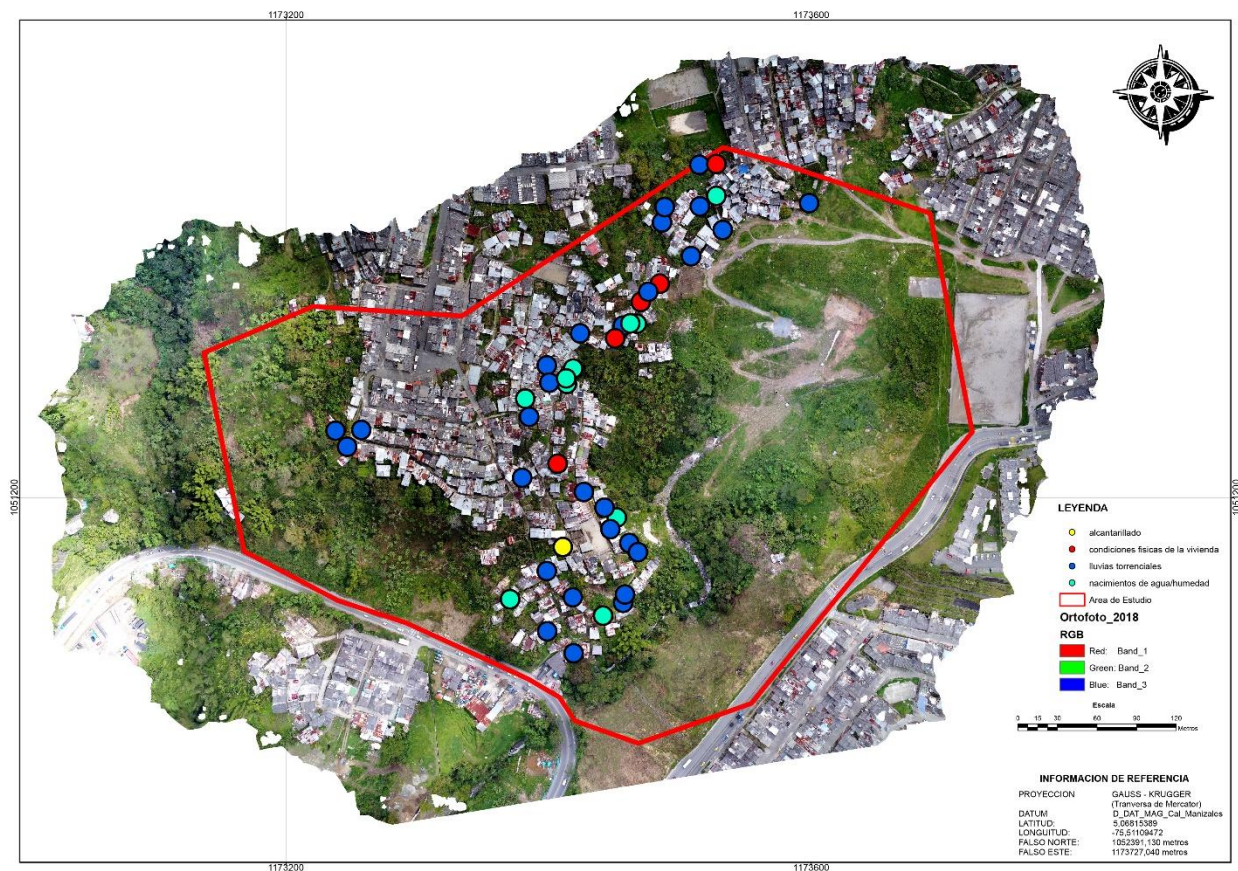 1173200
1173600
1051200
1051200
LEYENDA
alcantarillado
condiciones fisicas de la vivienda
lluvias torrenciales
nacimientos de agua/humedad
Area de Estudio
Ortofoto_2018
RGB
Red: Band_1
Green: Band_2
Blue: Band_3
Escala
0 15 30 60 90 120
Metros
INFORMACION DE REFERENCIA
PROYECCION GAUSS - KRUGGER
(Tranversa de Mercator)
DATUM D_DAT_MAG_Cal_Manizales
LATITUD: 5,06815389
LONGUITUD: -75,51109472
FALSO NORTE: 1052391,130 metros
FALSO ESTE: 1173727,040 metros
1173200
1173600